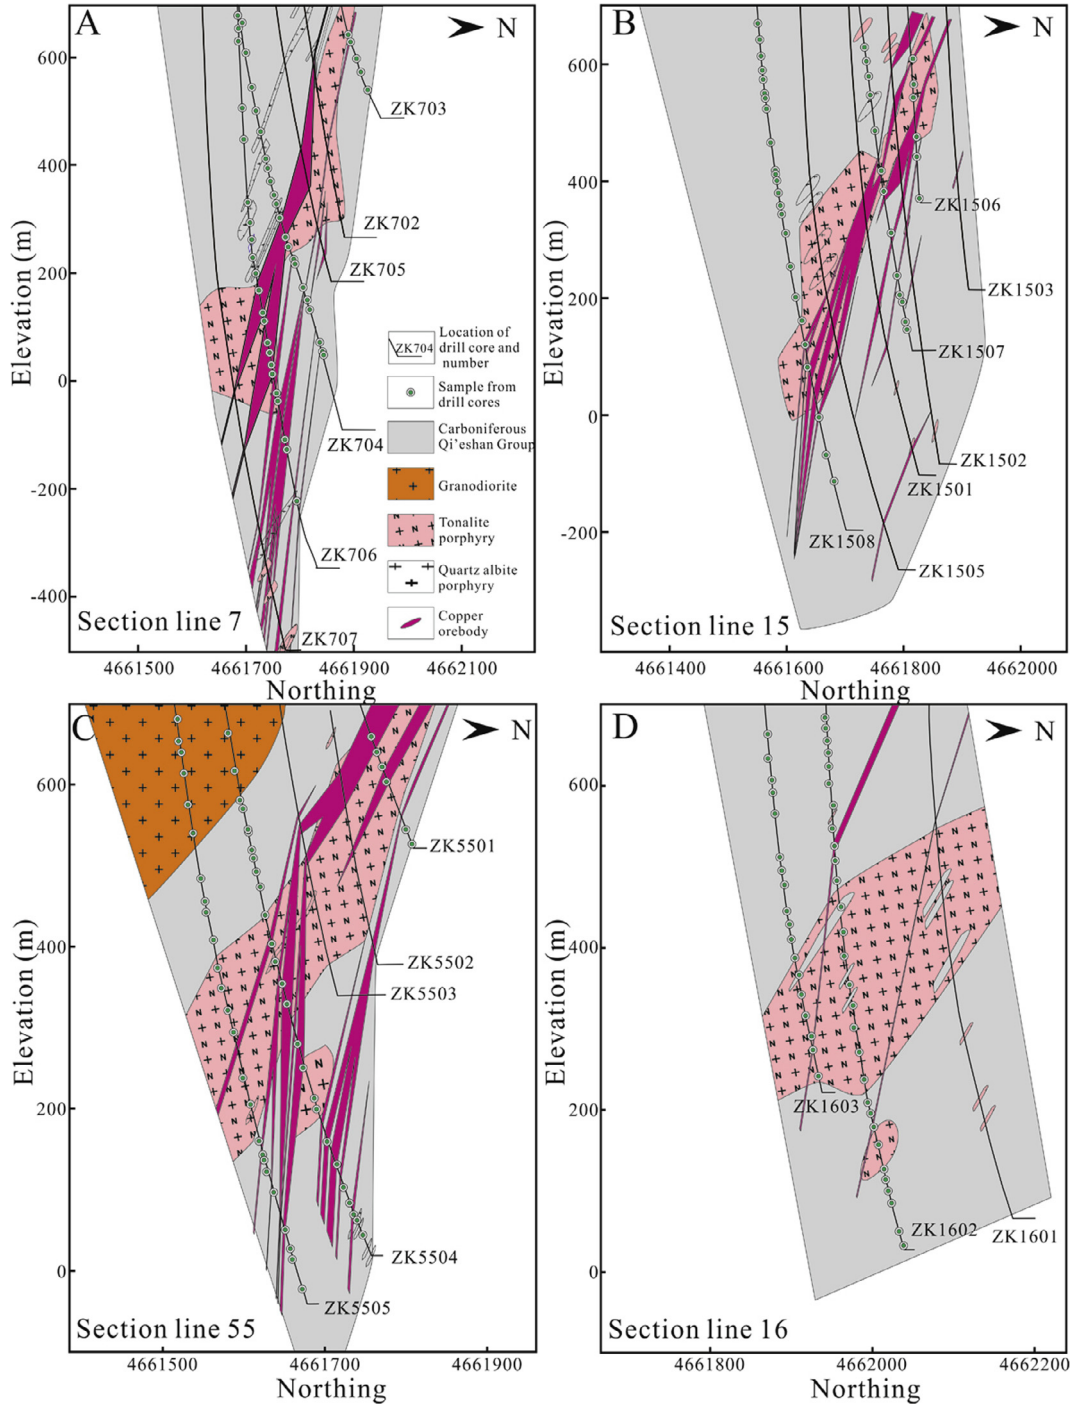 A
N
600
400
200
0
-200
-400
Elevation (m)
ZK703
ZK702
ZK705
ZK704
ZK706
ZK707
ZK704
Location of
drill core and
number
Sample from
drill cores
Carboniferous
Qi'eshan Group
Granodiorite
Tonalite
porphyry
Quartz albite
porphyry
Copper
orebody
Section line 7
4661500 4661700 4661900 4662100
Northing
B
N
600
400
200
0
-200
Elevation (m)
ZK1506
ZK1503
ZK1507
ZK1502
ZK1501
ZK1508
ZK1505
Section line 15
4661400 4661600 4661800 4662000
Northing
C
N
600
400
200
0
Elevation (m)
ZK5501
ZK5502
ZK5503
ZK5504
ZK5505
Section line 55
4661500 4661700 4661900
Northing
D
N
600
400
200
0
Elevation (m)
ZK1603
ZK1602
ZK1601
Section line 16
4661800 4662000 4662200
Northing